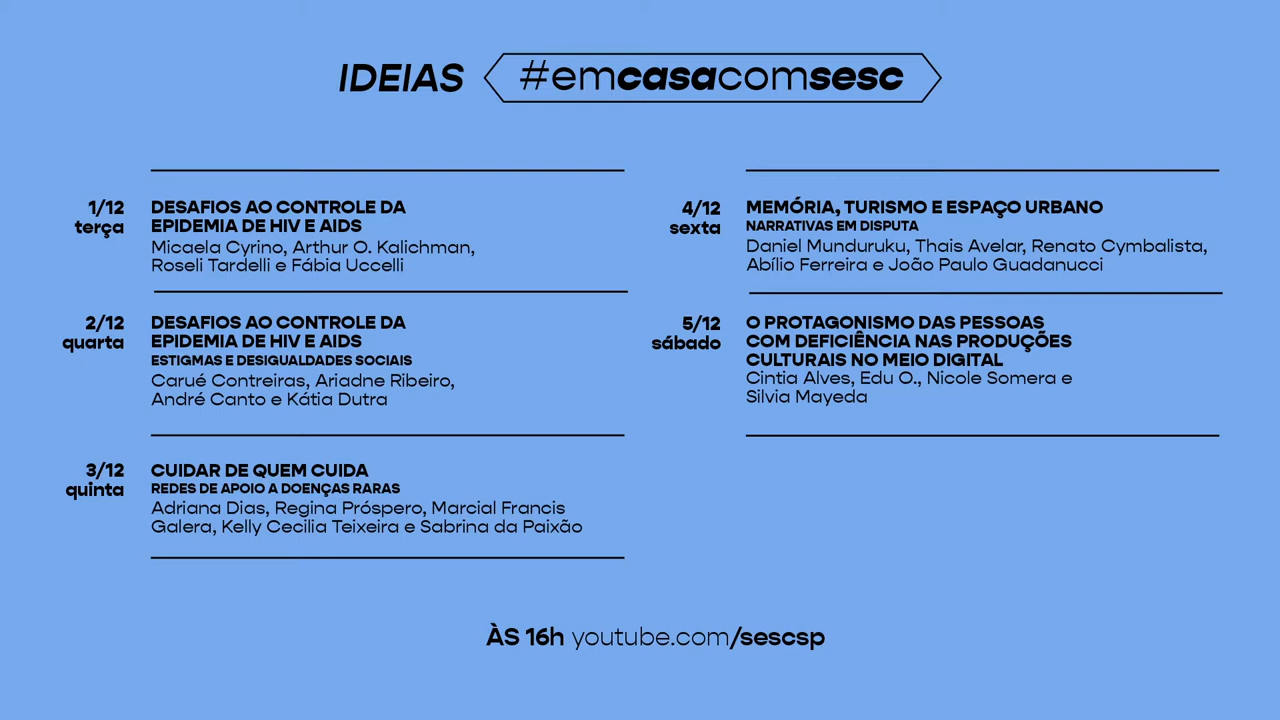 IDEIAS #emcasacomsesc
1/12
terça
DESAFIOS AO CONTROLE DA
EPIDEMIA DE HIV E AIDS
Micaela Cyrino, Arthur O. Kalichman,
Roseli Tardelli e Fábia Uccelli
2/12
quarta
DESAFIOS AO CONTROLE DA
EPIDEMIA DE HIV E AIDS
ESTIGMAS E DESIGUALDADES SOCIAIS
Carué Contreiras, Ariadne Ribeiro,
André Canto e Kátia Dutra
3/12
quinta
CUIDAR DE QUEM CUIDA
REDES DE APOIO A DOENÇAS RARAS
Adriana Dias, Regina Próspero, Marcial Francis
Galera, Kelly Cecilia Teixeira e Sabrina da Paixão
4/12
sexta
MEMÓRIA, TURISMO E ESPAÇO URBANO
NARRATIVAS EM DISPUTA
Daniel Munduruku, Thais Avelar, Renato Cymbalista,
Abílio Ferreira e João Paulo Guadanucci
5/12
sábado
O PROTAGONISMO DAS PESSOAS
COM DEFICIÊNCIA NAS PRODUÇÕES
CULTURAIS NO MEIO DIGITAL
Cintia Alves, Edu O., Nicole Somera e
Silvia Mayeda
ÀS 16h youtube.com/sescsp